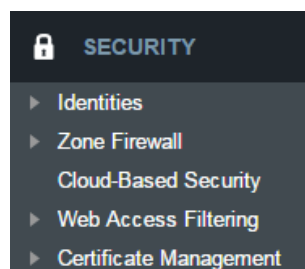 SECURITY
Identities
Zone Firewall
Cloud-Based Security
Web Access Filtering
Certificate Management